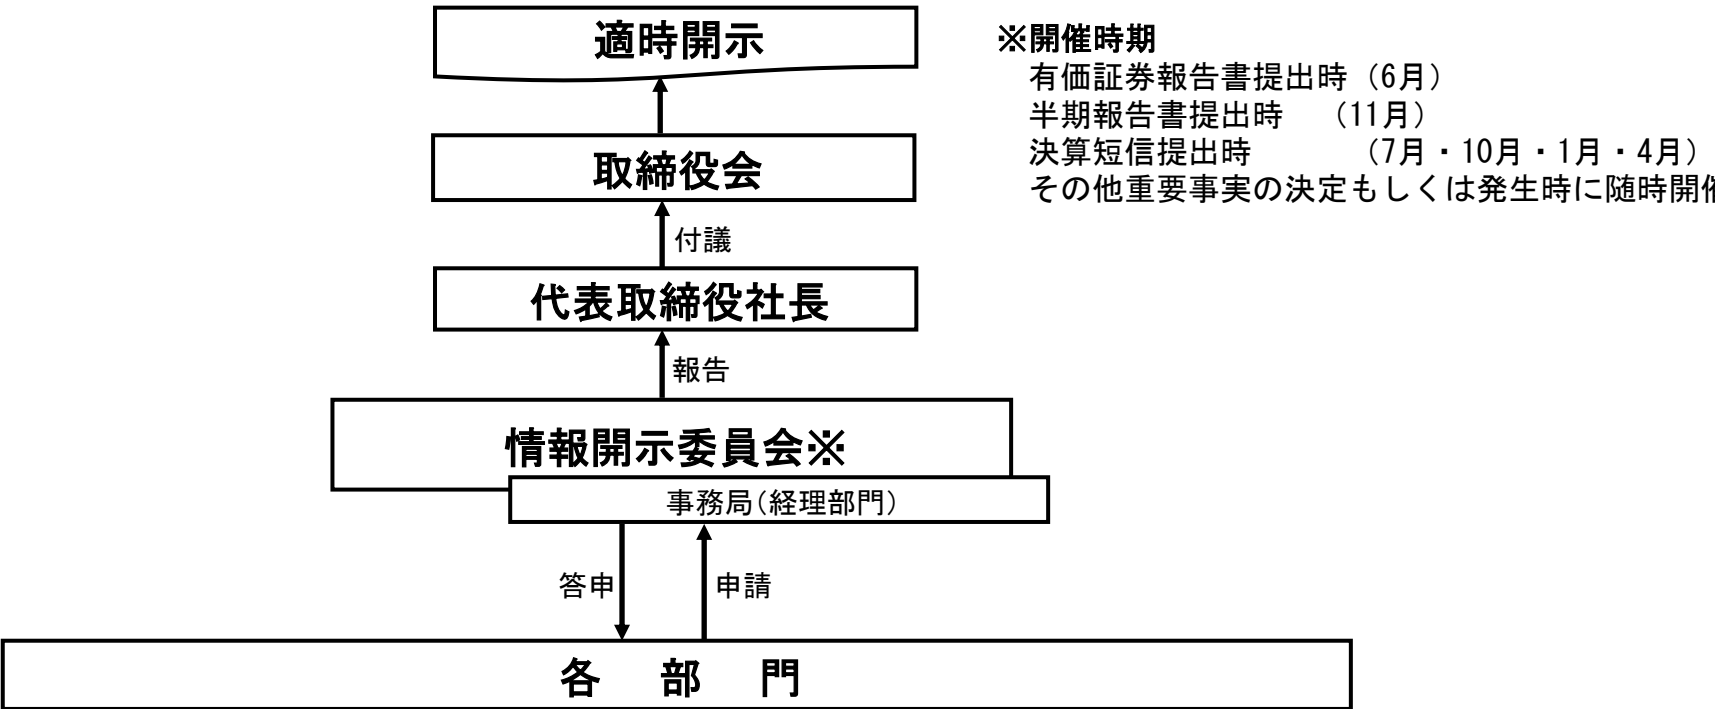 適時開示
※開催時期
有価証券報告書提出時（6月）
半期報告書提出時　（11月）
決算短信提出時　（7月・10月・1月・4月）
その他重要事実の決定もしくは発生時に随時開
取締役会
付議
代表取締役社長
報告
情報開示委員会※
事務局（経理部門）
答申
申請
各　部　門